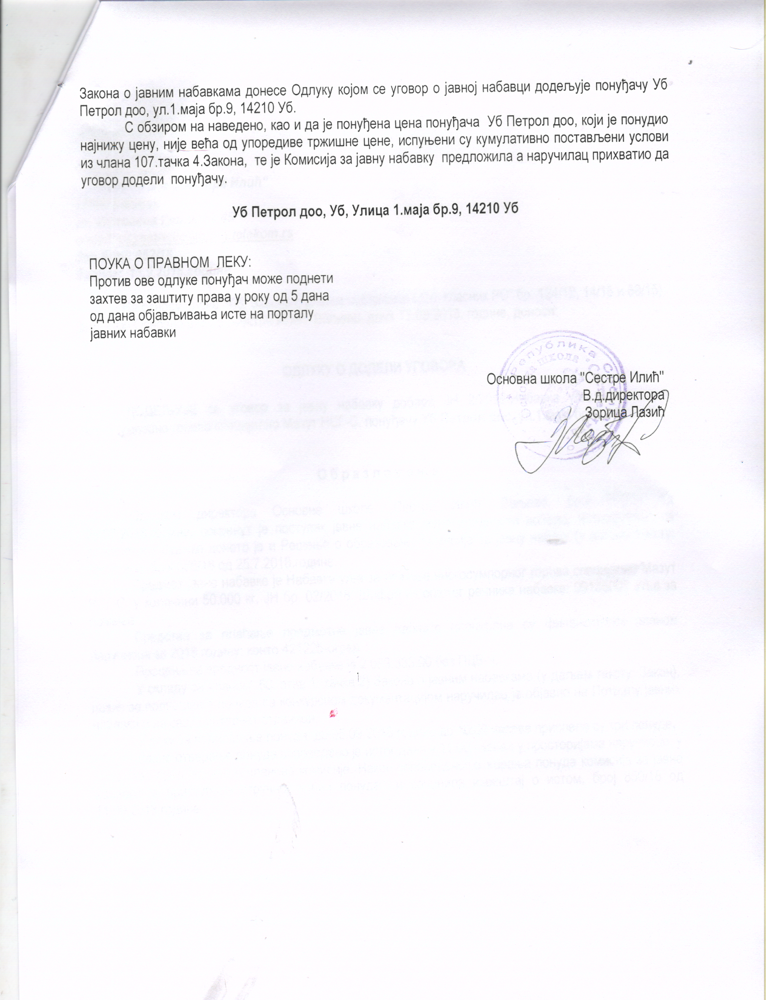 Закона о јавним набавкама донесе Одлуку којом се уговор о јавној набавци додељује понуђачу Уб
Петрол доо, ул.1.маја бр.9, 14210 Уб.
С обзиром на наведено, као и да је понуђена цена понуђача Уб Петрол доо, који је понудио
најнижу цену, није већа од упоредиве тржишне цене, испуњени су кумулативно постављени услови
из члана 107.тачка 4.Закона, те је Комисија за јавну набавку предложила а наручилац прихватио да
уговор додели понуђачу.
Уб Петрол доо, Уб, Улица 1.маја бр.9, 14210 Уб
ПОУКА О ПРАВНОМ ЛЕКУ:
Против ове одлуке понуђач може поднети
захтев за заштиту права у року од 5 дана
од дана објављивања исте на порталу
јавних набавки
Основна школа "Сестре Илић"
В.д.директора
Зорица Лазић